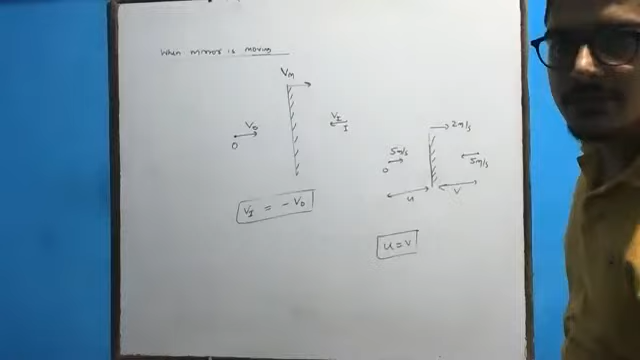 When mirror is moving
VM
VO
O
VI
I
VI = - VO
2m/s
5m/s
O
5m/s
u
v
u = v